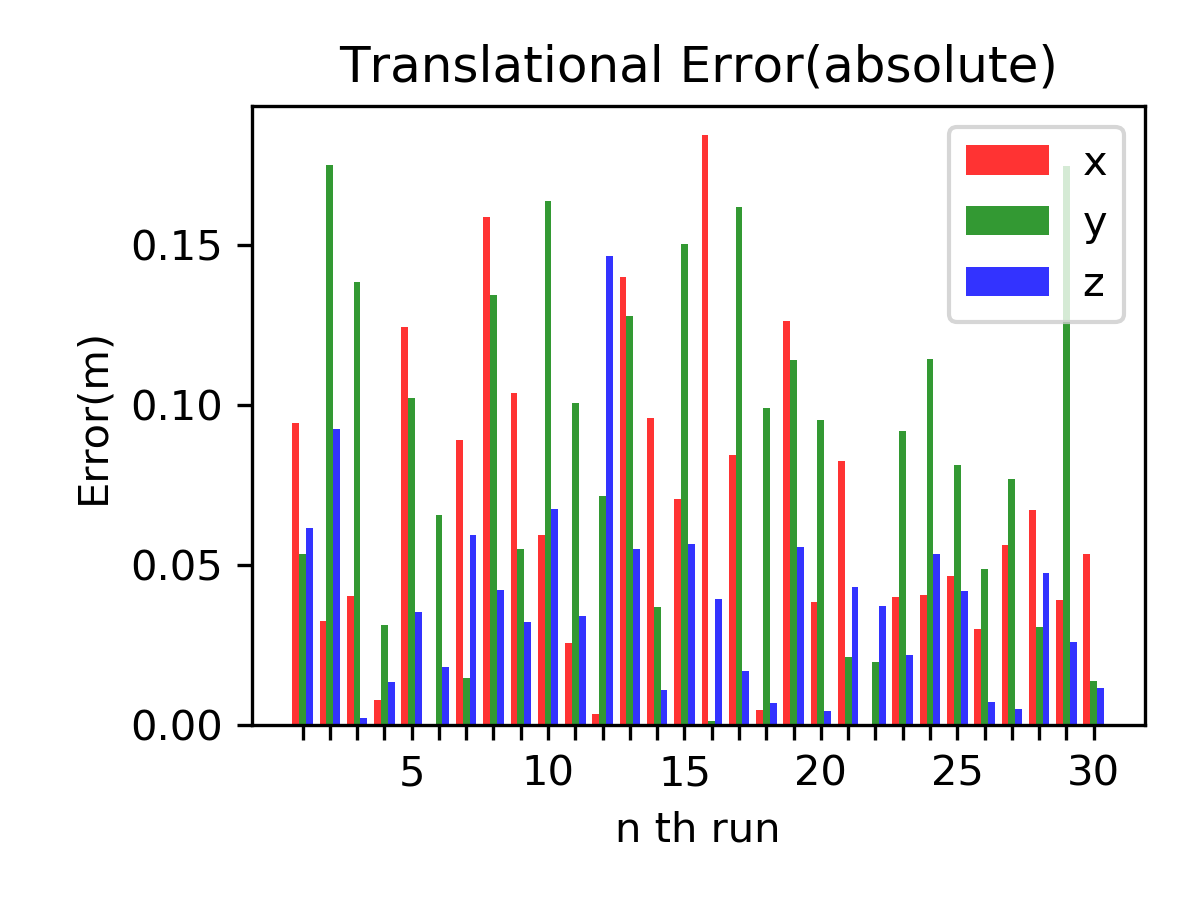 Translational Error(absolute)
x
y
z
Error(m)
0.15
0.10
0.05
0.00
5 10 15 20 25 30
n th run